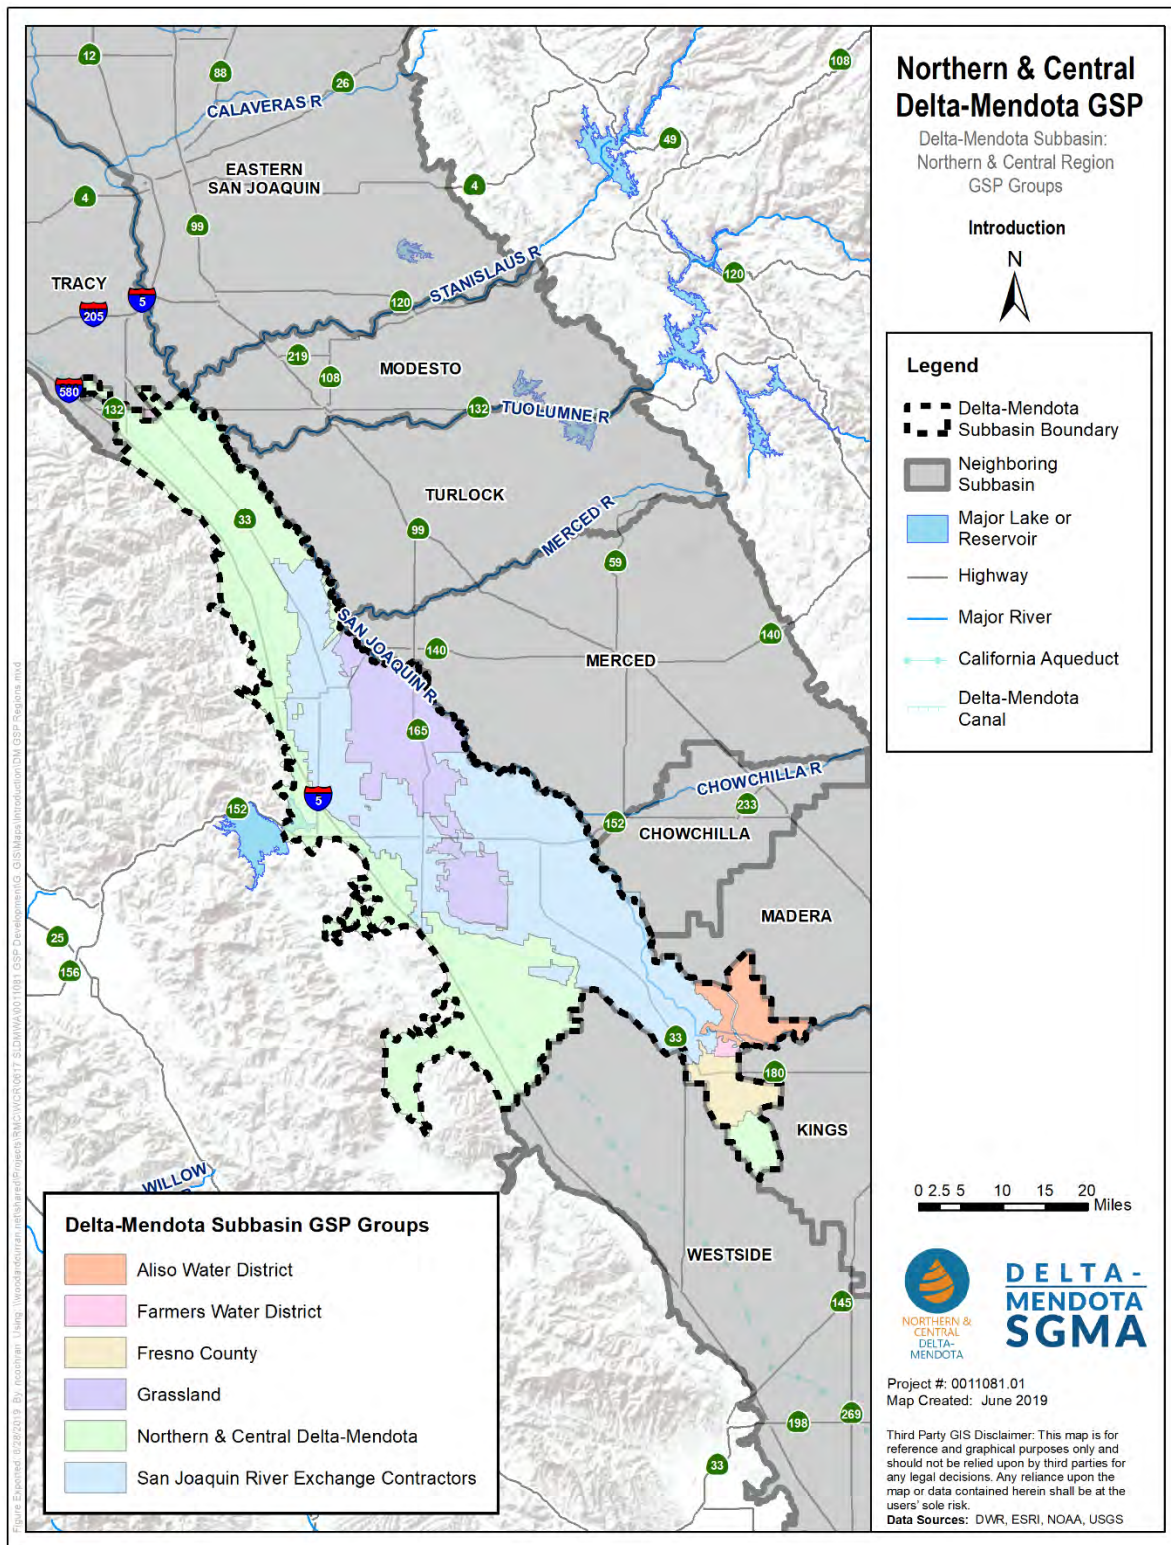 Northern & Central
Delta-Mendota GSP
Delta-Mendota Subbasin:
Northern & Central Region
GSP Groups
Introduction
N
Legend
Delta-Mendota
Subbasin Boundary
Neighboring
Subbasin
Major Lake or
Reservoir
Highway
Major River
California Aqueduct
Delta-Mendota
Canal
0 2.5 5 10 15 20
Miles
NORTHERN &
CENTRAL
DELTA-
MENDOTA
DELTA-
MENDOTA
SGMA
Project #: 0011081.01
Map Created: June 2019
Third Party GIS Disclaimer: This map is for
reference and graphical purposes only and
should not be relied upon by third parties for
any legal decisions. Any reliance upon the
map or data contained herein shall be at the
users' sole risk.
Data Sources: DWR, ESRI, NOAA, USGS
12
88
26
108
CALAVERAS R
49
EASTERN
SAN JOAQUIN
4
4
99
STANISLAUS R
120
TRACY
5
205
120
219
MODESTO
108
580
132
132
TUOLUMNE R
TURLOCK
33
99
MERCED R
59
SAN JOAQUIN R
140
140
MERCED
165
CHOWCHILLA R
5
152
233
152
CHOWCHILLA
MADERA
25
156
33
180
KINGS
WILLOW
WESTSIDE
145
269
198
33
Delta-Mendota Subbasin GSP Groups
Aliso Water District
Farmers Water District
Fresno County
Grassland
Northern & Central Delta-Mendota
San Joaquin River Exchange Contractors